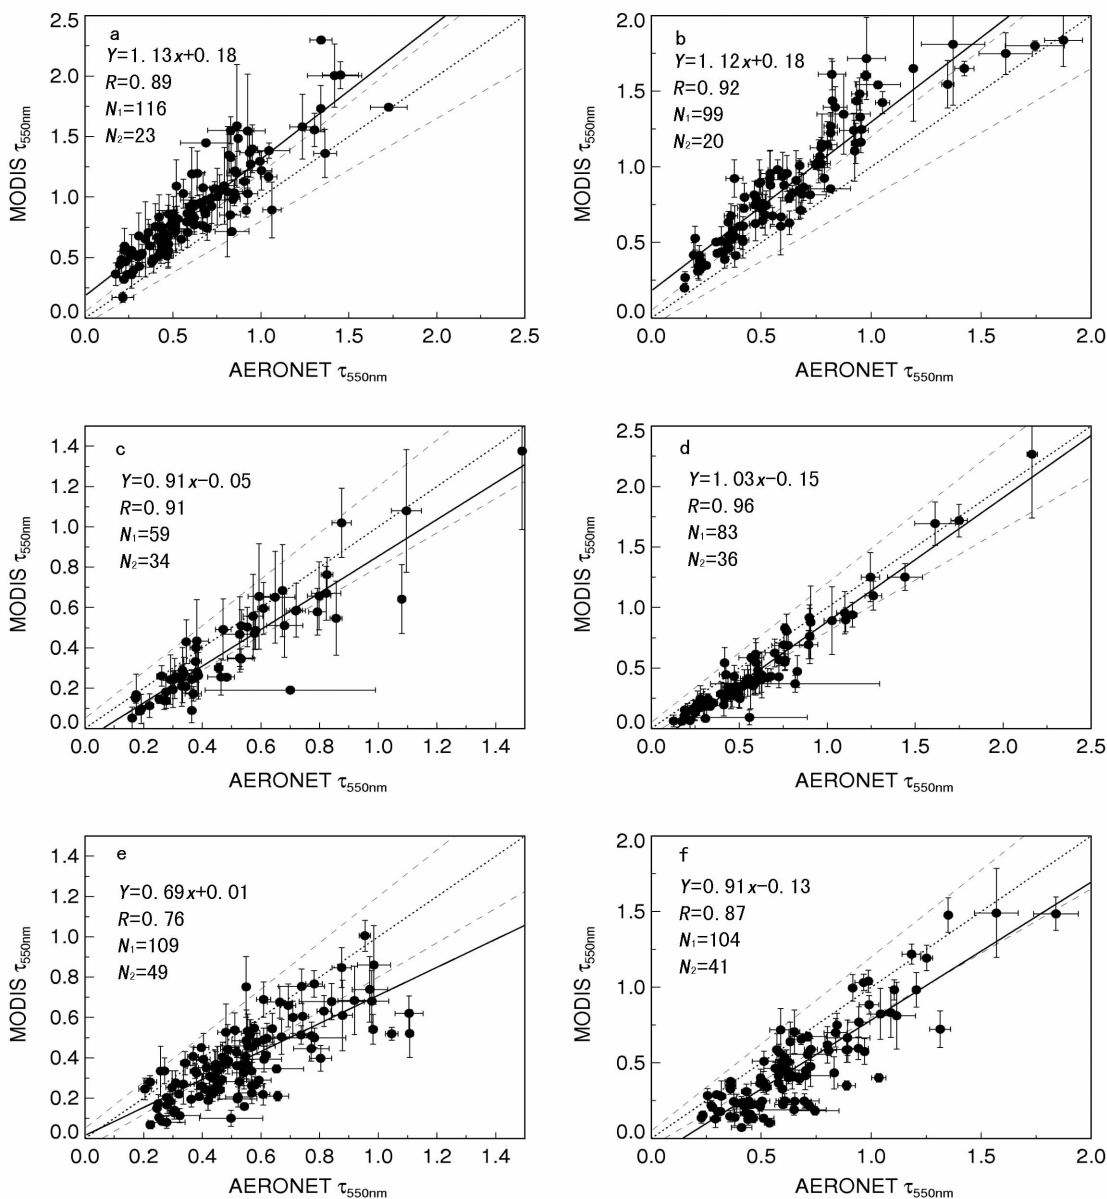 a
Y=1.13x+0.18
R=0.89
N₁=116
N₂=23
2.5
2.0
1.5
1.0
0.5
0.0
MODIS τ550nm
0.0 0.5 1.0 1.5 2.0 2.5
AERONET τ550nm
b
Y=1.12x+0.18
R=0.92
N₁=99
N₂=20
2.0
1.5
1.0
0.5
0.0
MODIS τ550nm
0.0 0.5 1.0 1.5 2.0
AERONET τ550nm
c
Y=0.91x−0.05
R=0.91
N₁=59
N₂=34
1.4
1.2
1.0
0.8
0.6
0.4
0.2
0.0
MODIS τ550nm
0.0 0.2 0.4 0.6 0.8 1.0 1.2 1.4
AERONET τ550nm
d
Y=1.03x−0.15
R=0.96
N₁=83
N₂=36
2.5
2.0
1.5
1.0
0.5
0.0
MODIS τ550nm
0.0 0.5 1.0 1.5 2.0 2.5
AERONET τ550nm
e
Y=0.69x+0.01
R=0.76
N₁=109
N₂=49
1.4
1.2
1.0
0.8
0.6
0.4
0.2
0.0
MODIS τ550nm
0.0 0.2 0.4 0.6 0.8 1.0 1.2 1.4
AERONET τ550nm
f
Y=0.91x−0.13
R=0.87
N₁=104
N₂=41
2.0
1.5
1.0
0.5
0.0
MODIS τ550nm
0.0 0.5 1.0 1.5 2.0
AERONET τ550nm